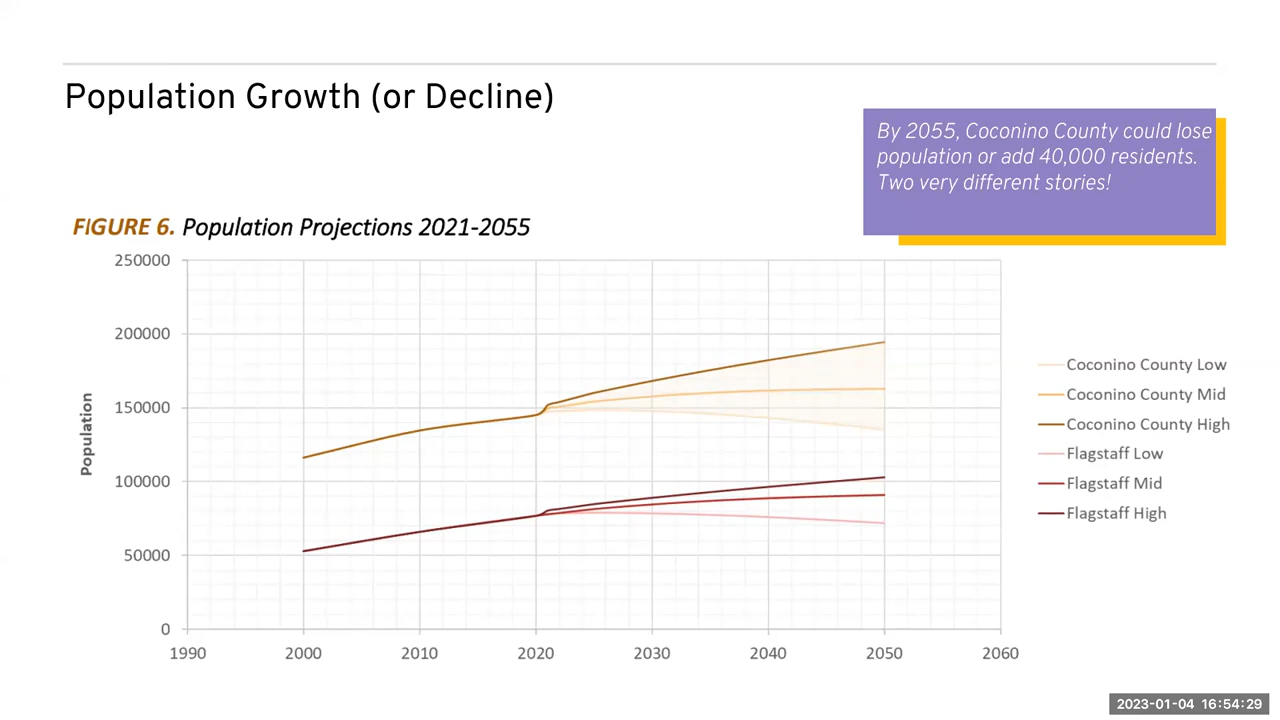 Population Growth (or Decline)
By 2055, Coconino County could lose
population or add 40,000 residents.
Two very different stories!
FIGURE 6. Population Projections 2021-2055
250000
200000
150000
100000
50000
0
Population
1990 2000 2010 2020 2030 2040 2050 2060
Coconino County Low
Coconino County Mid
Coconino County High
Flagstaff Low
Flagstaff Mid
Flagstaff High
2023-01-04 16:54:29